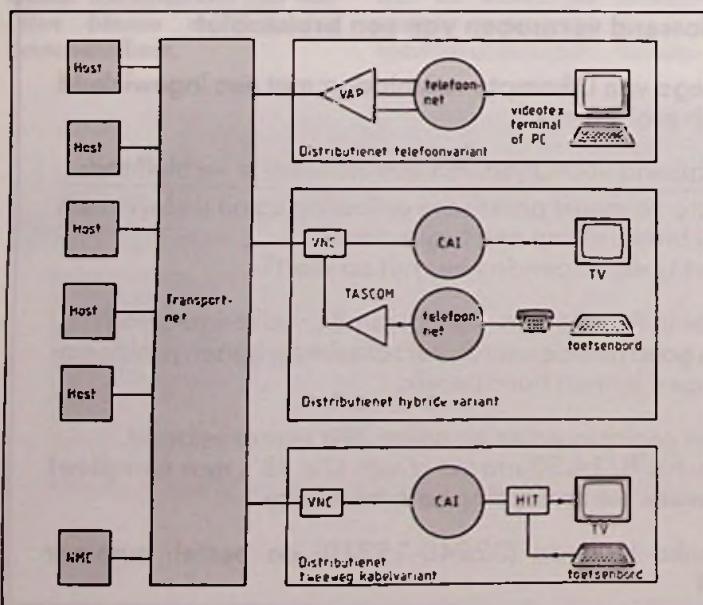 Host
Host
Host
Host
Host
NMC
Transport-
net
VAP
telefoon-
net
videotex
terminal
of PC
Distributienet telefoonvariant
VNC
CAI
TV
TASCOM
telefoon-
net
toetsenbord
Distributienet hybride variant
VNC
CAI
HIT
TV
toetsenbord
Distributienet
tweeweg kabelvariant